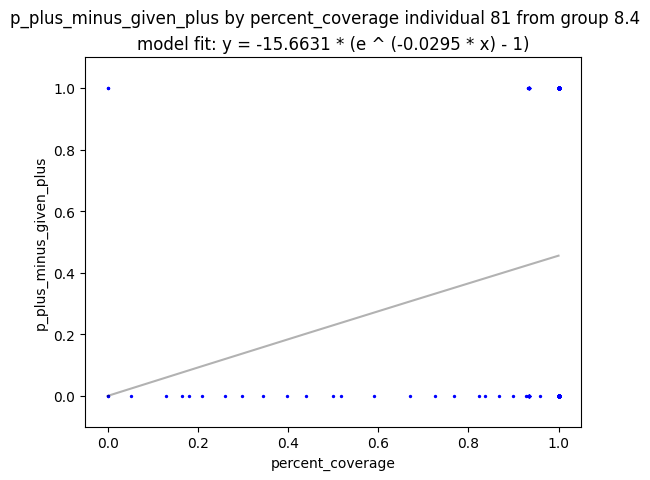 p_plus_minus_given_plus by percent_coverage individual 81 from group 8.4
model fit: y = -15.6631 * (e ^ (-0.0295 * x) - 1)
1.0
0.8
0.6
0.4
0.2
0.0
p_plus_minus_given_plus
0.0 0.2 0.4 0.6 0.8 1.0
percent_coverage